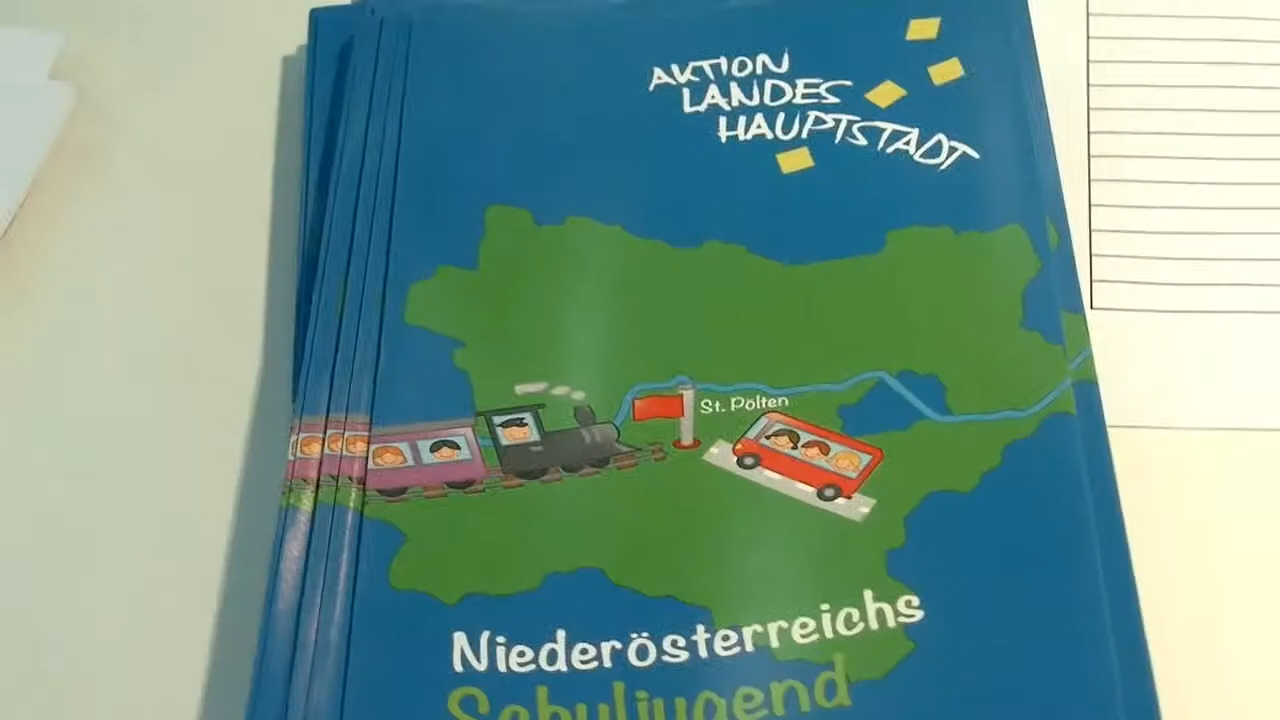 AKTION
LANDES
HAUPTSTADT
St. Pölten
Niederösterreichs
Schuljugend